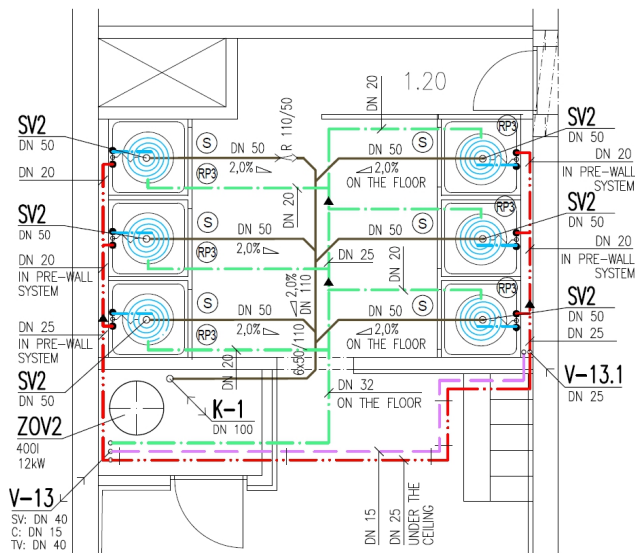 DN 20
1.20
SV2
DN 50
DN 20
S
RP3
DN 50
2,0%
R 110/50
DN 50
2,0%
ON THE FLOOR
RP3
SV2
DN 50
DN 20
IN PRE-WALL
SYSTEM
DN 20
SV2
DN 50
DN 20
IN PRE-WALL
SYSTEM
S
RP3
DN 50
2,0%
DN 50
2,0%
RP3
SV2
DN 50
DN 20
IN PRE-WALL
SYSTEM
DN 25
DN 20
2,0%
DN 110
DN 25
IN PRE-WALL
SYSTEM
SV2
DN 50
S
RP3
DN 50
2,0%
DN 20
6x50/110
DN 50
2,0%
ON THE FLOOR
RP3
SV2
DN 50
DN 25
ZOV2
400l
12kW
K-1
DN 100
DN 32
ON THE FLOOR
V-13.1
DN 25
V-13
SV: DN 40
C: DN 15
TV: DN 40
DN 15
DN 25
UNDER THE
CEILING